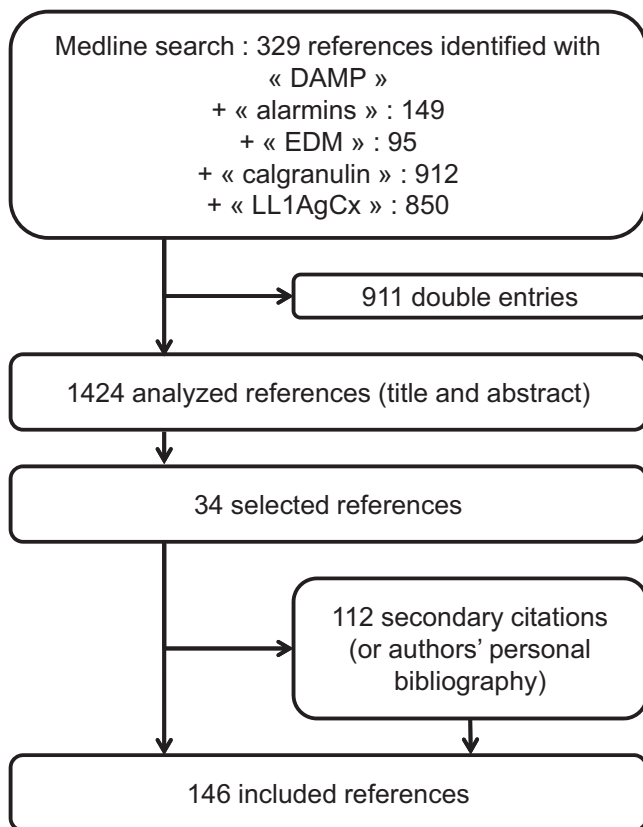 Medline search : 329 references identified with
« DAMP »
+ « alarmins » : 149
+ « EDM » : 95
+ « calgranulin » : 912
+ « LL1AgCx » : 850
911 double entries
1424 analyzed references (title and abstract)
34 selected references
112 secondary citations
(or authors’ personal
bibliography)
146 included references